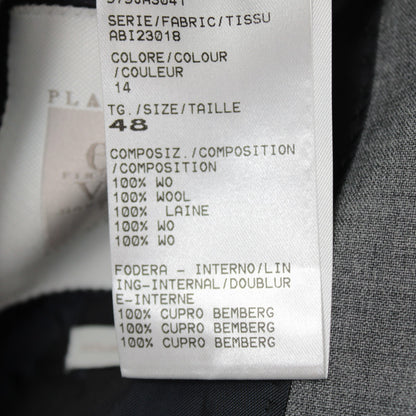 SERIE/FABRIC/TISSU
ABI23018
COLORE/COLOUR
/COULEUR
14
TG./SIZE/TAILLE
48
COMPOSIZ./COMPOSITION
/COMPOSITION
100% WO
100% WOOL
100% LAINE
100% WO
100% WO
FODERA - INTERNO/LIN
ING-INTERNAL/DOUBLUR
E-INTERNE
100% CUPRO BEMBERG
100% CUPRO BEMBERG
100% CUPRO BEMBERG